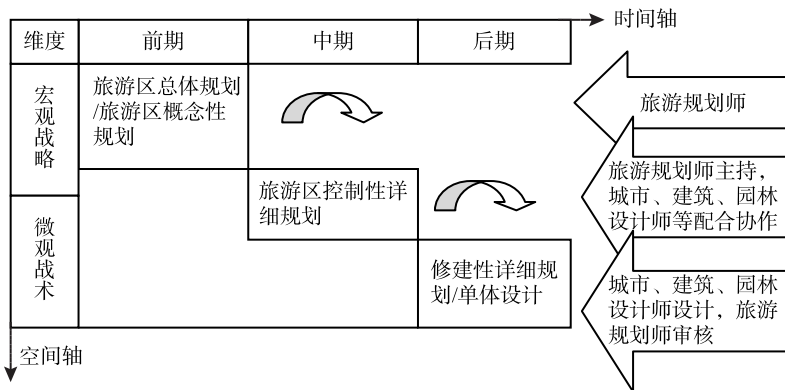 时间轴
维度
前期
中期
后期
宏观战略
旅游区总体规划
/旅游区概念性
规划
旅游规划师
旅游区控制性详
细规划
旅游规划师主持，
城市、建筑、园林
设计师等配合协作
微观战术
修建性详细规
划/单体设计
城市、建筑、园林
设计师设计，旅游
规划师审核
空间轴